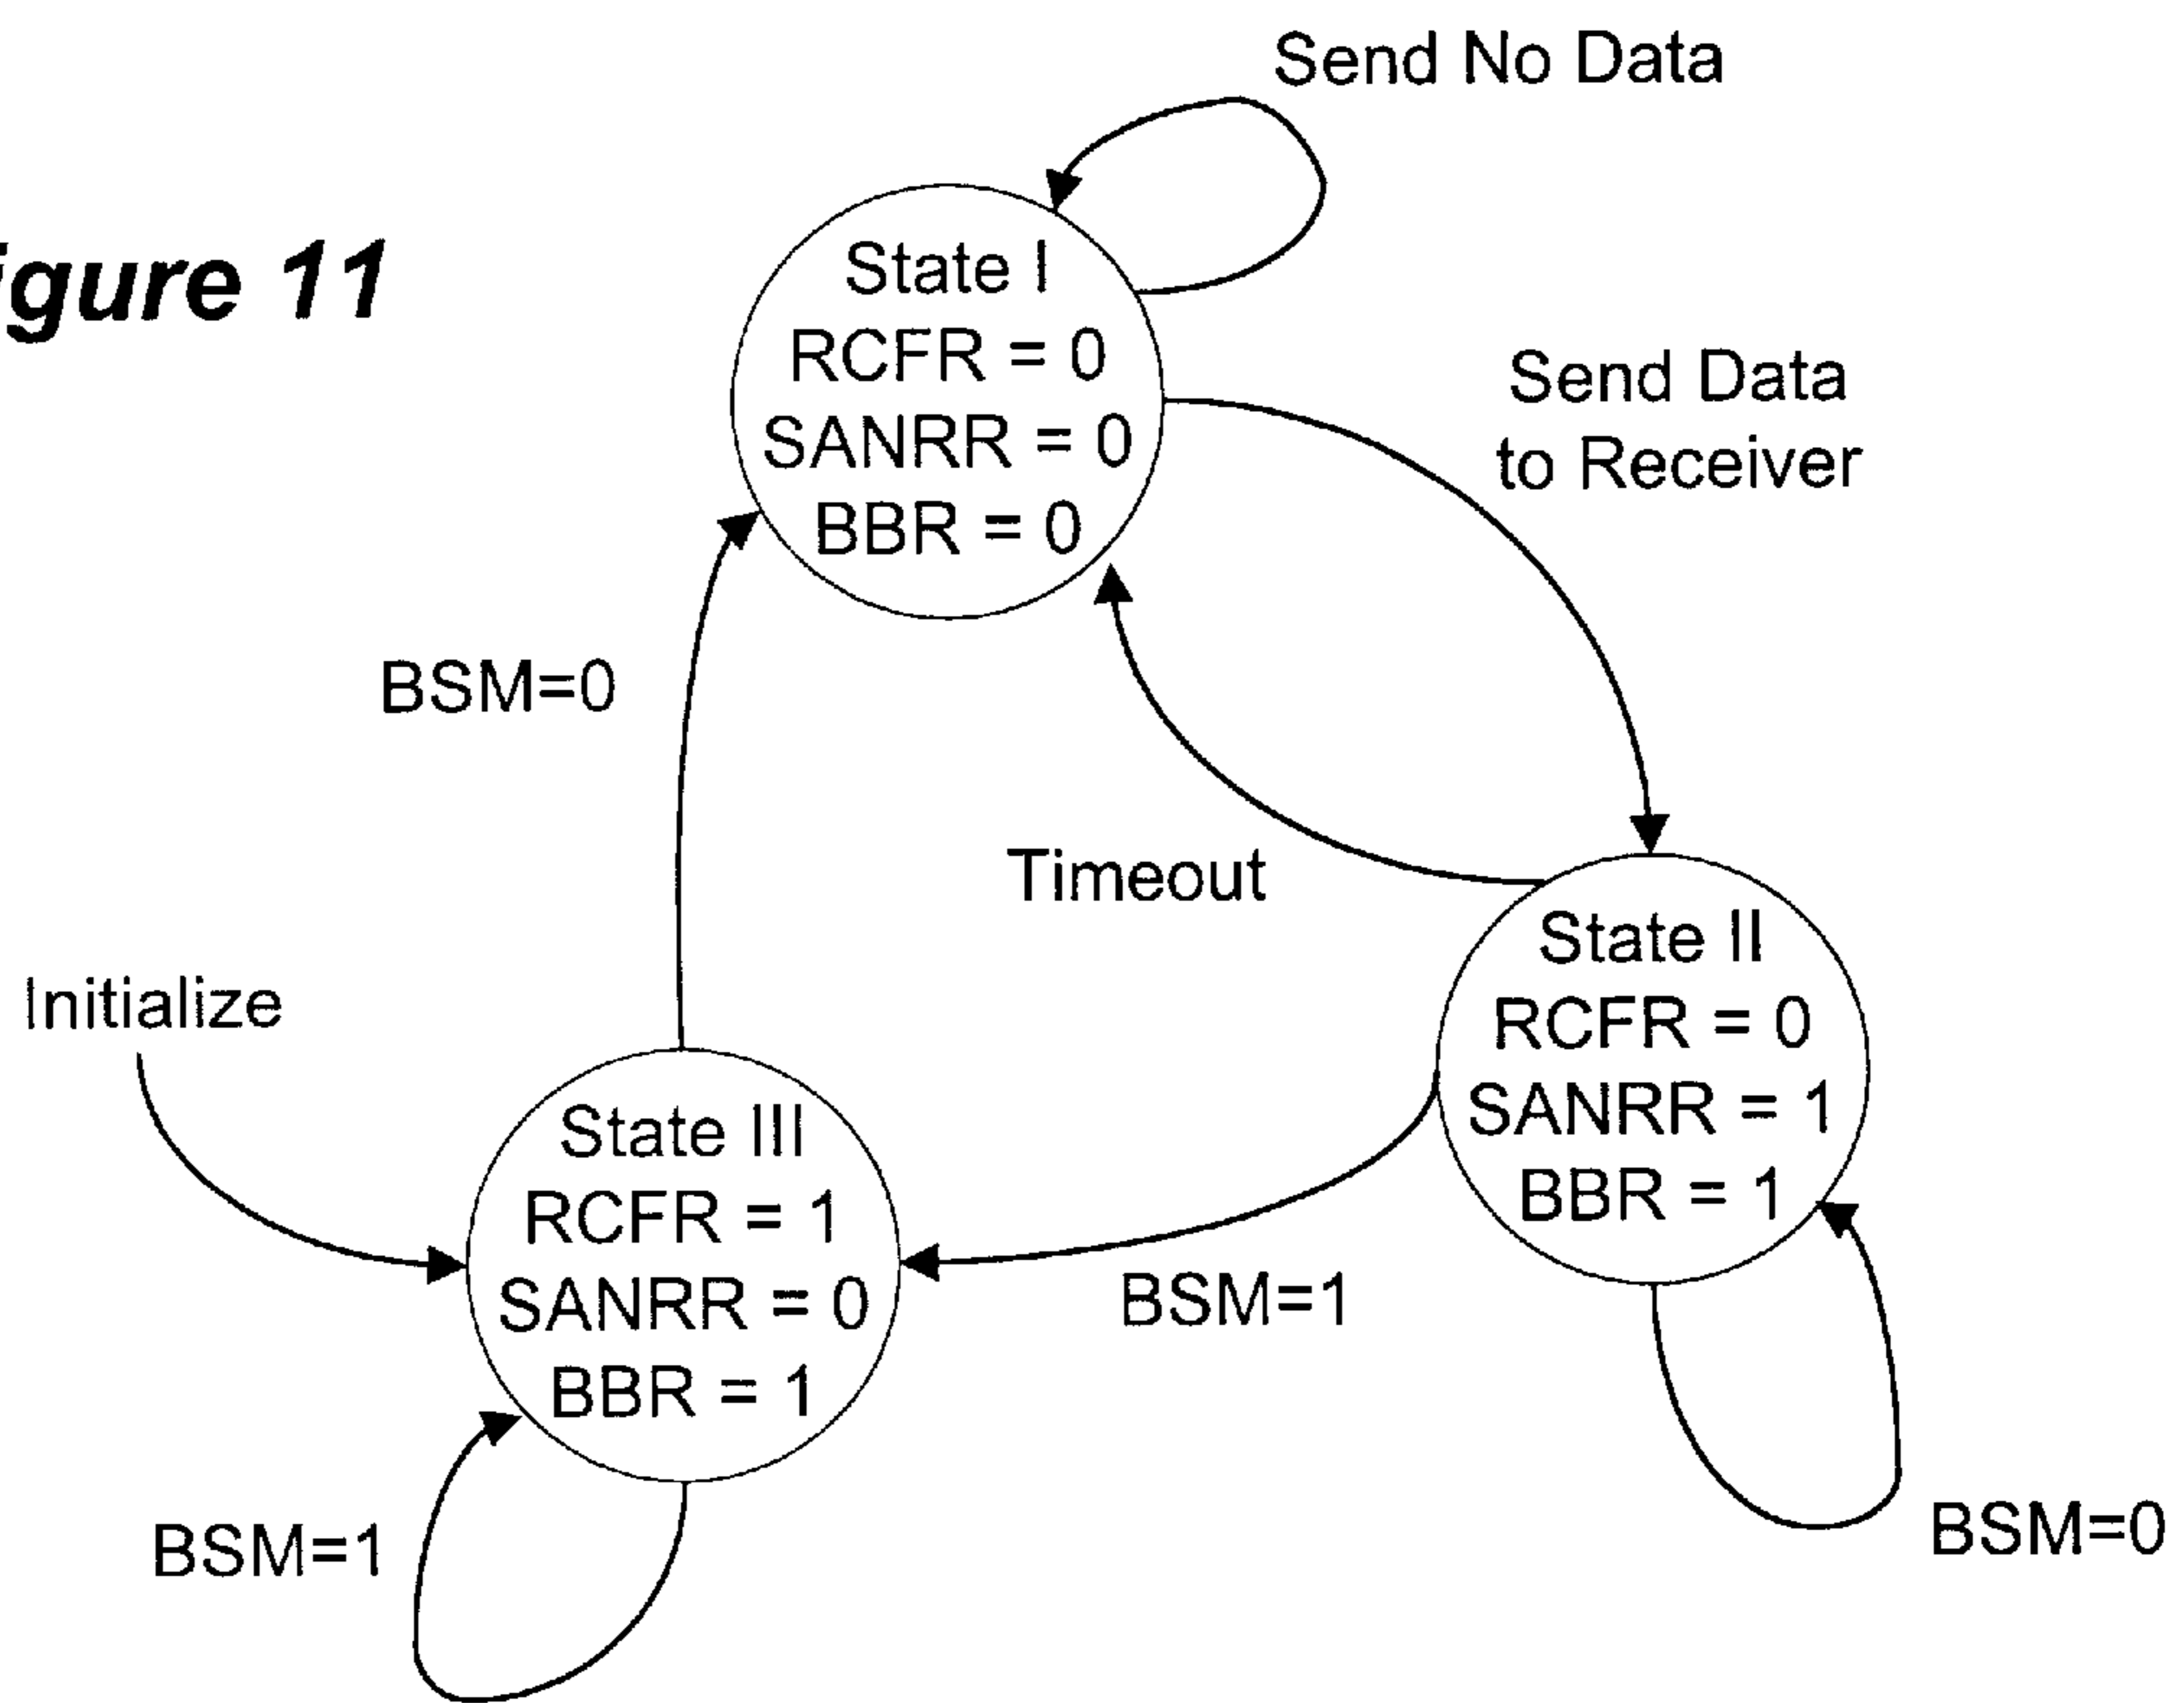 Send No Data
igure 11
State I
RCFR = 0
SANRR = 0
BBR = 0
Send Data
to Receiver
BSM=0
Timeout
State II
RCFR = 0
SANRR = 1
BBR = 1
Initialize
State III
RCFR = 1
SANRR = 0
BBR = 1
BSM=1
BSM=1
BSM=0